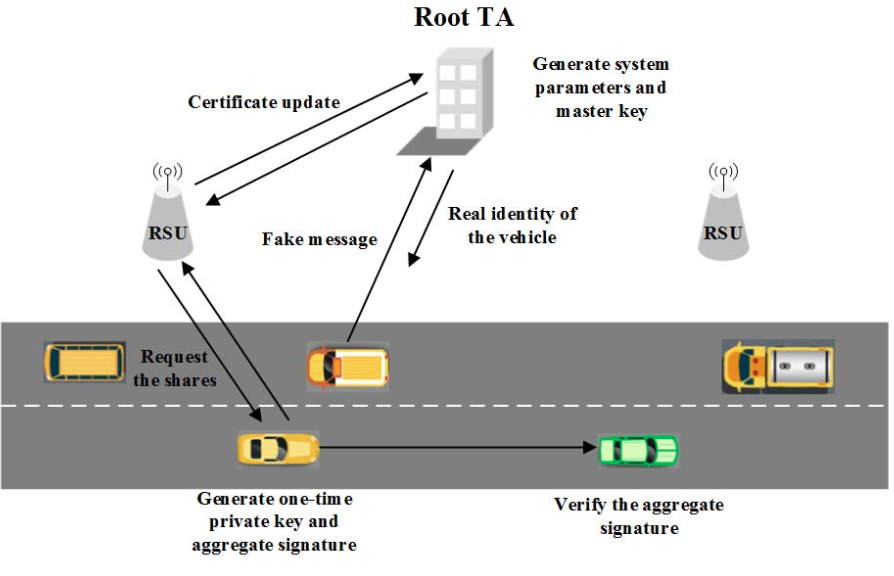 Root TA
Generate system
parameters and
master key
Certificate update
RSU
Fake message
Real identity of
the vehicle
RSU
Request
the shares
Generate one-time
private key and
aggregate signature
Verify the aggregate
signature